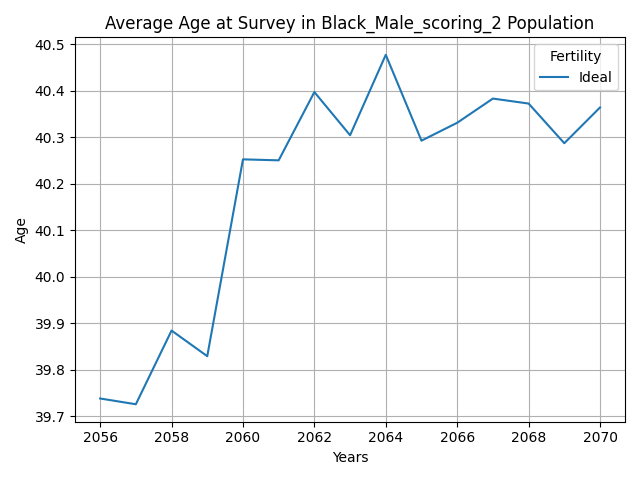 Average Age at Survey in Black_Male_scoring_2 Population
40.5
40.4
40.3
40.2
40.1
40.0
39.9
39.8
39.7
Age
Fertility
Ideal
2056 2058 2060 2062 2064 2066 2068 2070
Years